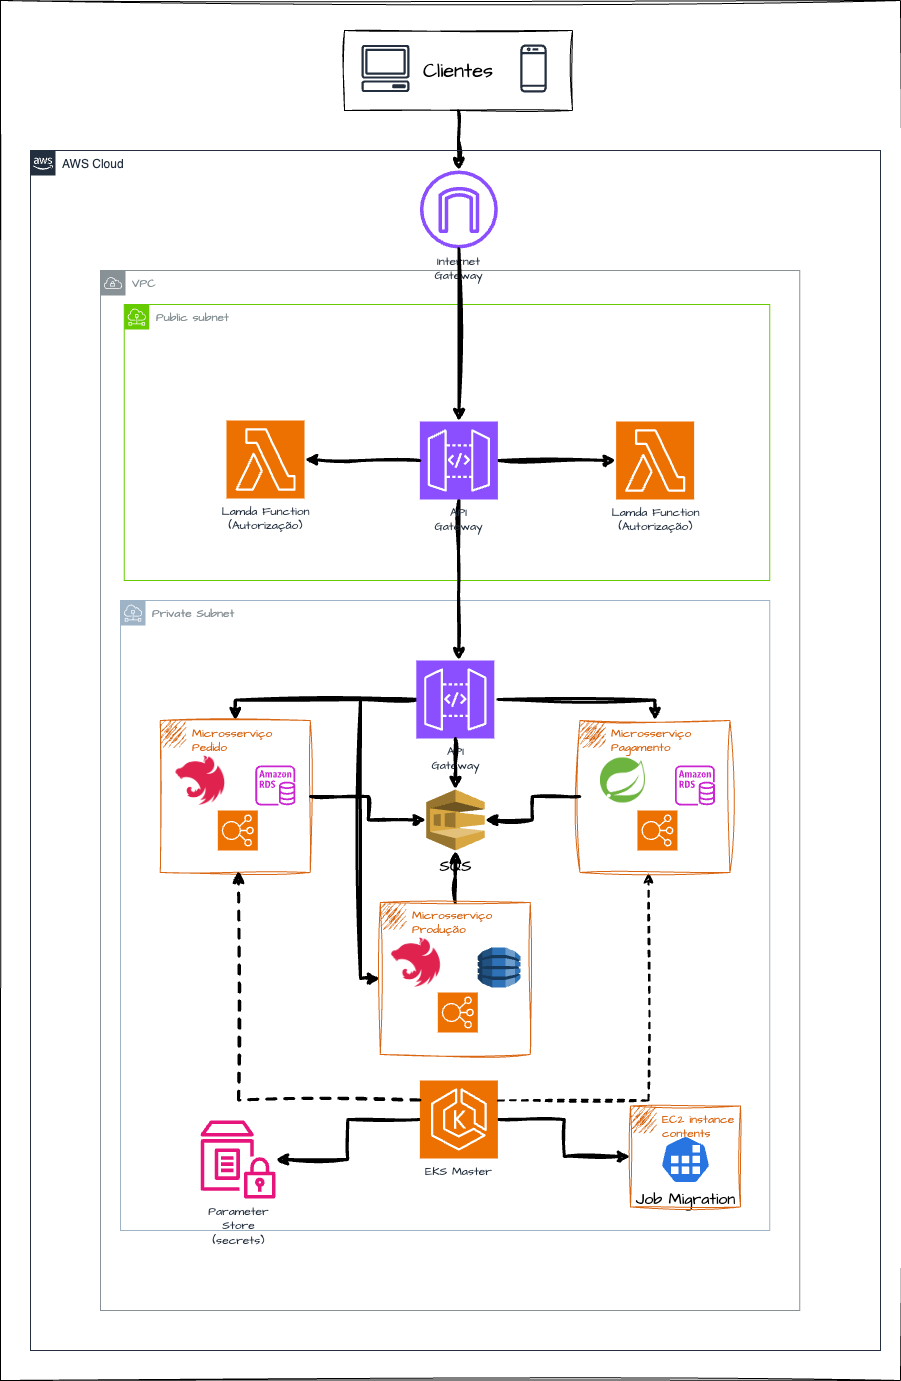 Clientes
aws
AWS Cloud
Internet
Gateway
VPC
Public subnet
Lamda Function
(Autorização)
API
Gateway
Lamda Function
(Autorização)
Private Subnet
API
Gateway
Microsserviço
Pedido
Amazon
RDS
Microsserviço
Pagamento
Amazon
RDS
SQS
Microsserviço
Produção
K
EKS Master
Parameter
Store
(secrets)
EC2 instance
contents
Job Migration